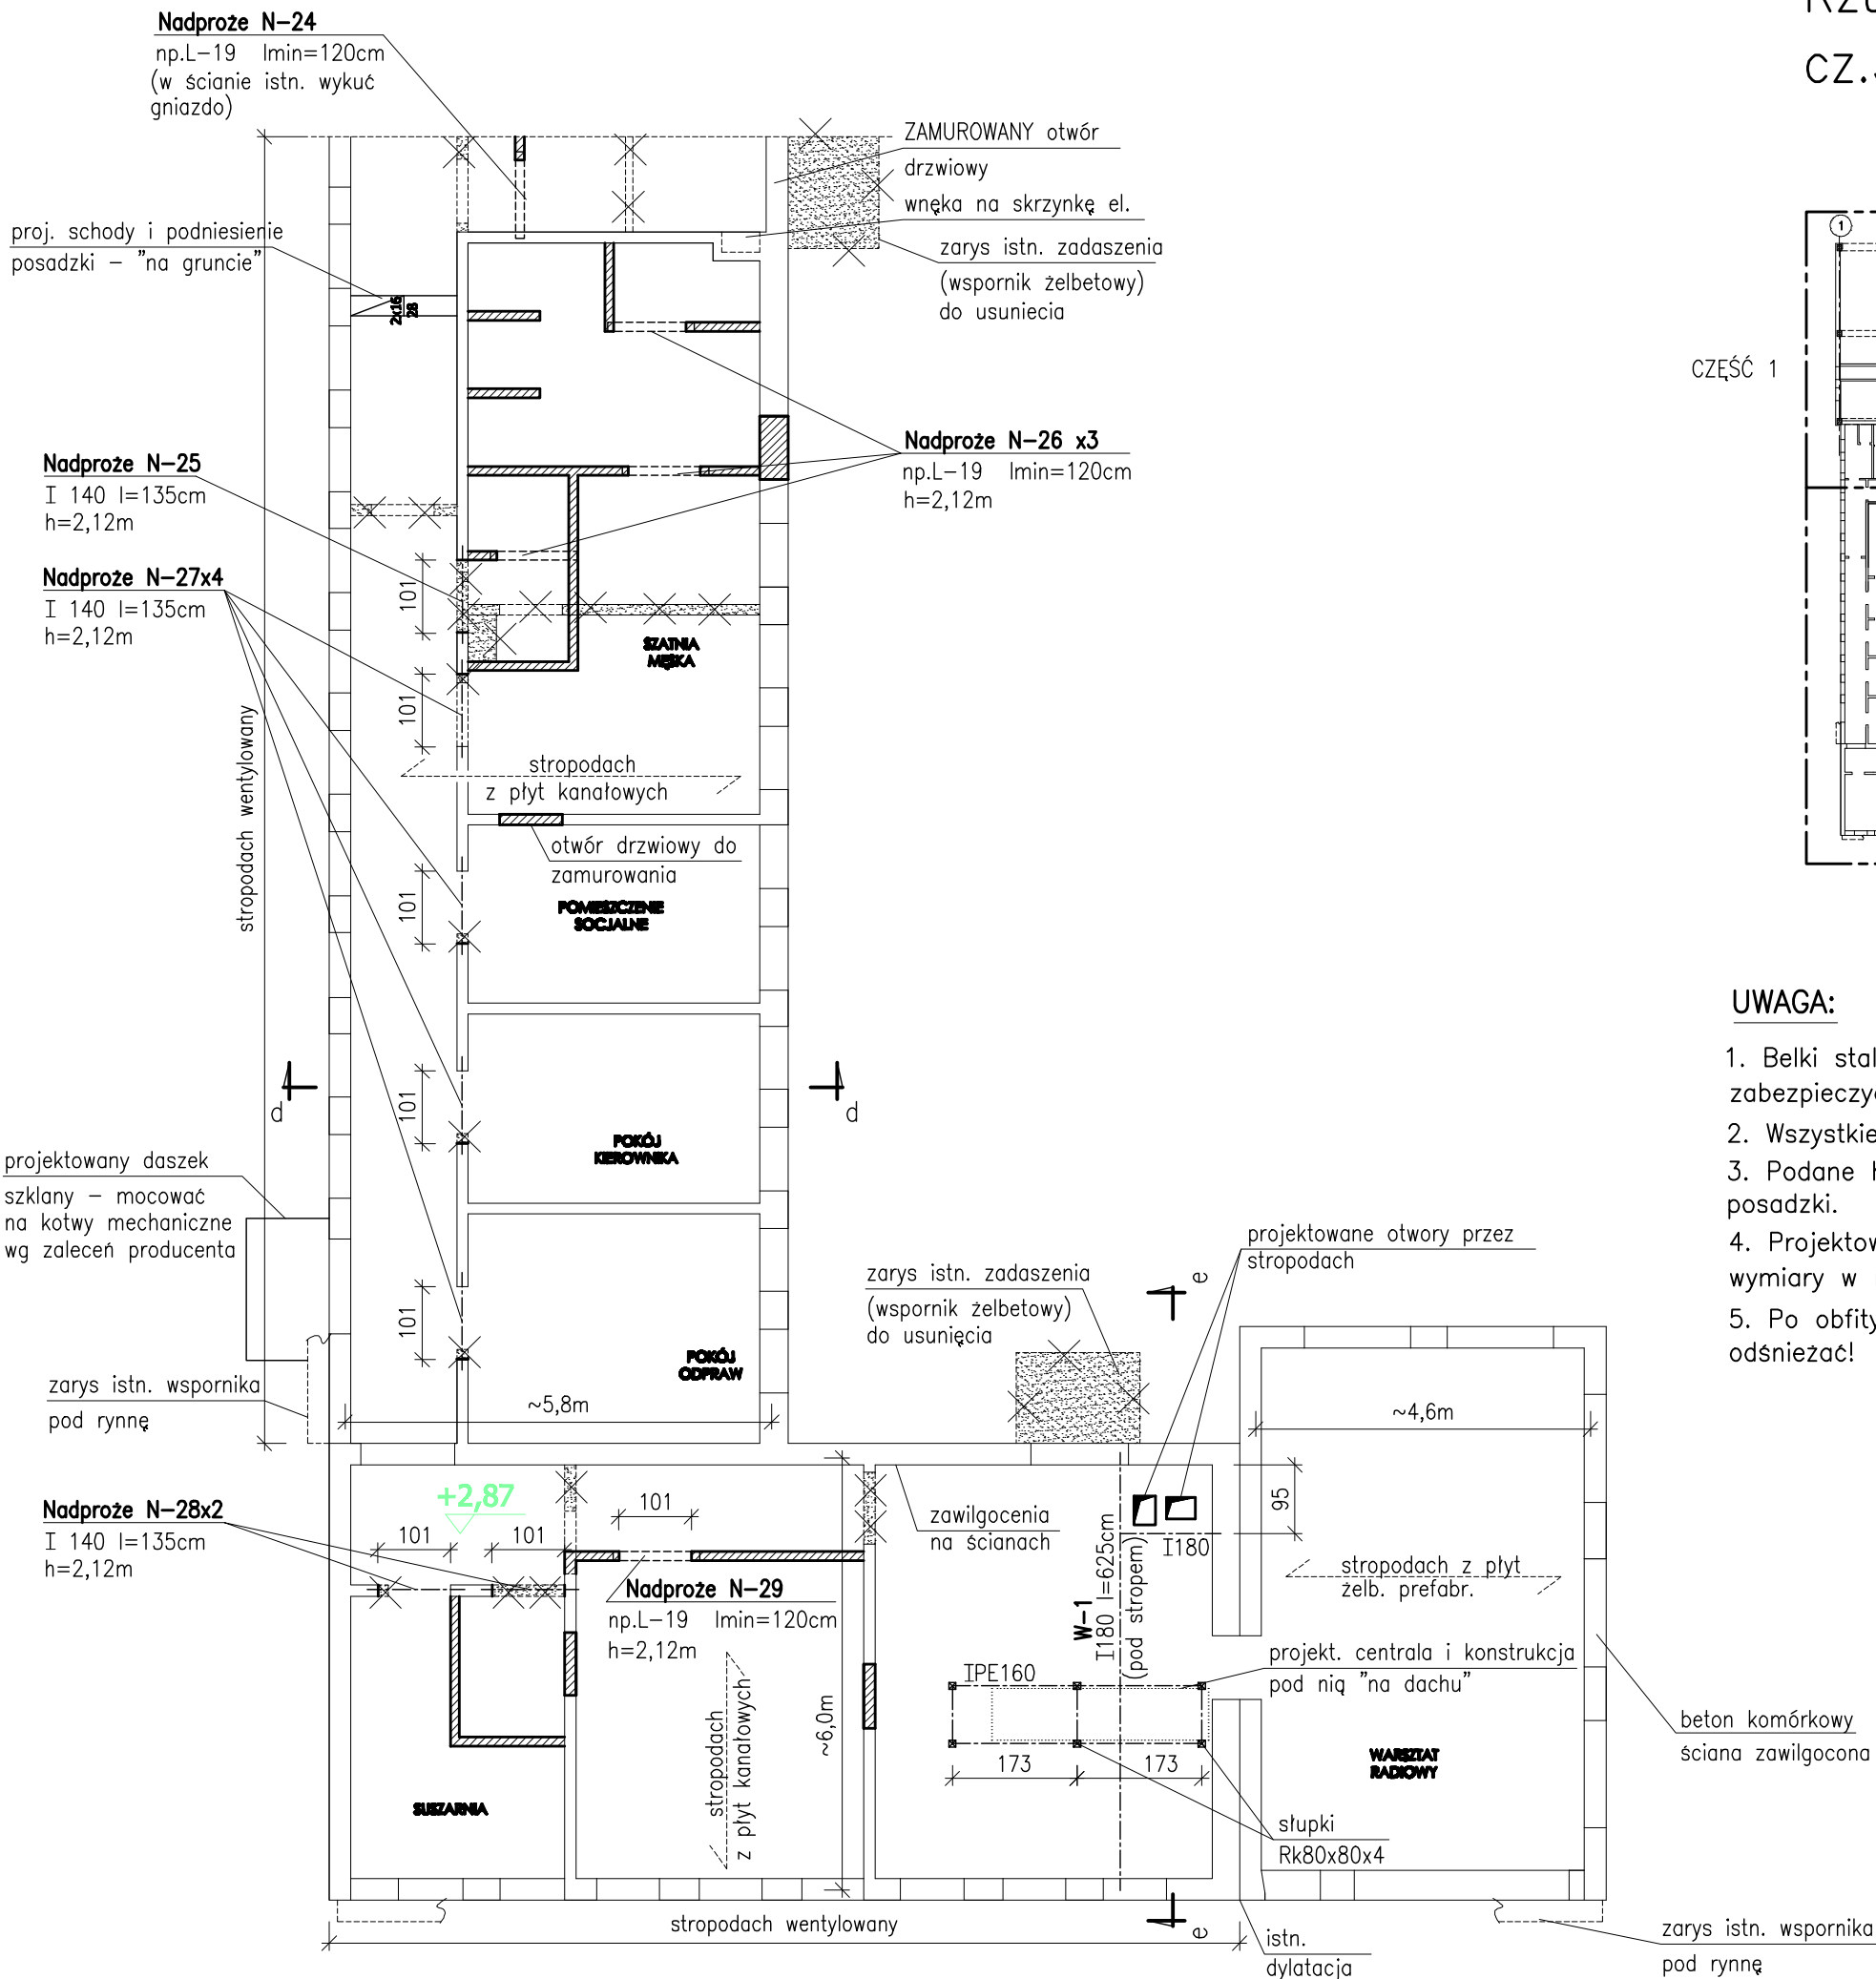 Nadproże N-24
np.L-19 lmin=120cm
(w ścianie istn. wykuć
gniazdo)
ZAMUROWANY otwór
drzwiowy
wnęka na skrzynkę el.
zarys istn. zadaszenia
(wspornik żelbetowy)
do usuniecia
proj. schody i podniesienie
posadzki - "na gruncie"
2x16
28
CZ.
CZĘŚĆ 1
1
Nadproże N-25
I 140 l=135cm
h=2,12m
Nadproże N-26 x3
np.L-19 lmin=120cm
h=2,12m
Nadproże N-27x4
I 140 l=135cm
h=2,12m
101
101
SZATNIA
MĘSKA
stropodach wentylowany
stropodach
z płyt kanałowych
otwór drzwiowy do
zamurowania
101
POMIESZCZENIE
SOCJALNE
UWAGA:
1. Belki
2. Wszystkie
3. Podane
posadzki.
4.
wymiary w
5. Po
odśnieżać!
d
d
101
POKÓJ
KIEROWNIKA
projektowany daszek
szklany - mocować
na kotwy mechaniczne
wg zaleceń producenta
101
POKÓJ
ODPRAW
zarys istn. wspornika
pod rynnę
~5,8m
zarys istn. zadaszenia
(wspornik żelbetowy)
do usunięcia
projektowane otwory przez
stropodach
e
~4,6m
95
Nadproże N-28x2
I 140 l=135cm
h=2,12m
+2,87
101
101
101
zawilgocenia
na ścianach
I180
W-1
I180 l=625cm
(pod stropem)
stropodach z płyt
żelb. prefabr.
Nadproże N-29
np.L-19 lmin=120cm
h=2,12m
stropodach
z płyt kanałowych
~6,0m
IPE160
projekt. centrala i konstrukcja
pod nią "na dachu"
173
173
słupki
Rk80x80x4
SUSZARNIA
WARSZTAT
RADIOWY
beton komórkowy
ściana zawilgocona
stropodach wentylowany
e
istn.
dylatacja
zarys istn. wspornika
pod rynnę